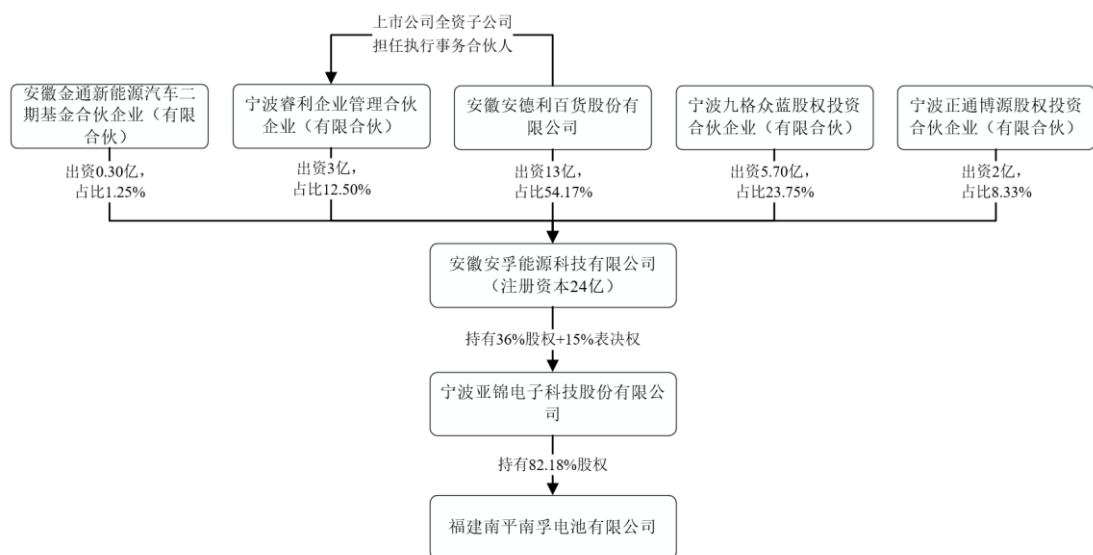 上市公司全资子公司
担任执行事务合伙人
安徽金通新能源汽车二
期基金合伙企业（有限
合伙）
宁波睿利企业管理合伙
企业（有限合伙）
安徽安德利百货股份有
限公司
宁波九格众蓝股权投资
合伙企业（有限合伙）
宁波正通博源股权投资
合伙企业（有限合伙）
出资0.30亿，
占比1.25%
出资3亿，
占比12.50%
出资13亿，
占比54.17%
出资5.70亿，
占比23.75%
出资2亿，
占比8.33%
安徽安孚能源科技有限公司
（注册资本24亿）
持有36%股权+15%表决权
宁波亚锦电子科技股份有限公
司
持有82.18%股权
福建南平南孚电池有限公司